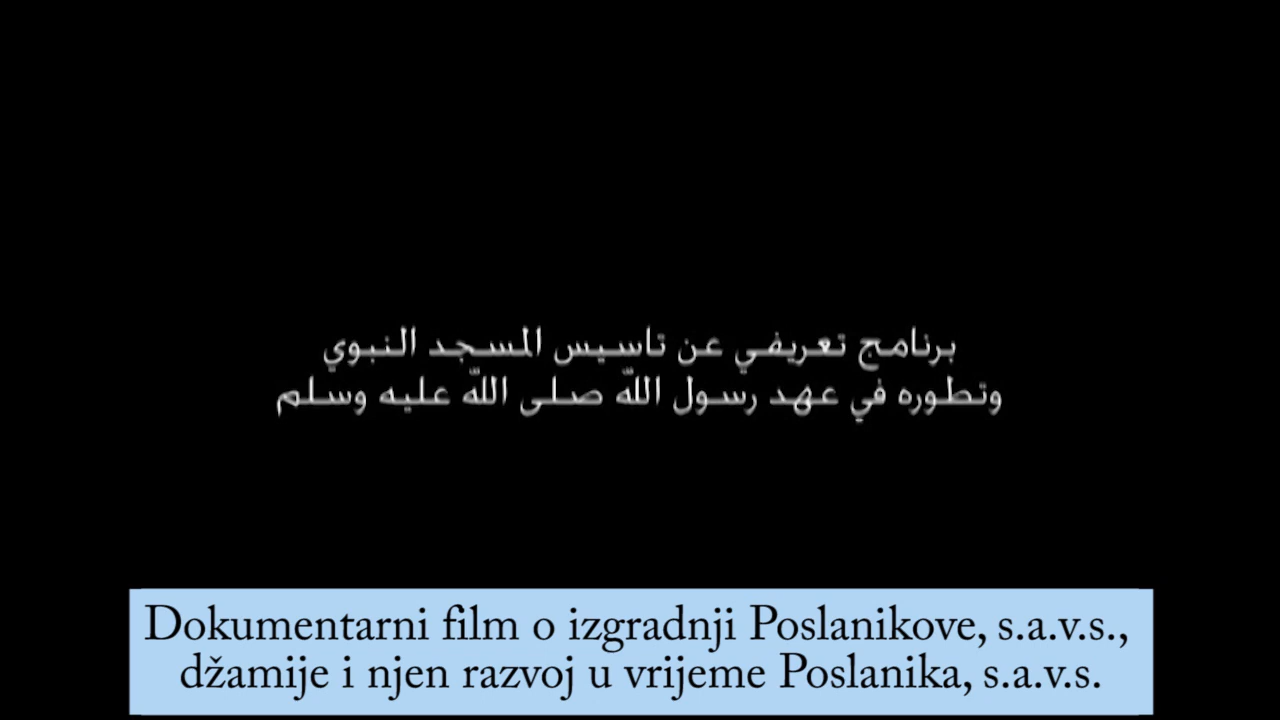 برنامج تعريفي عن تاسيس المسجد النبوي
وتطوره في عهد رسول الله صلى الله عليه وسلم
Dokumentarni film o izgradnji Poslanikove, s.a.v.s.,
džamije i njen razvoj u vrijeme Poslanika, s.a.v.s.